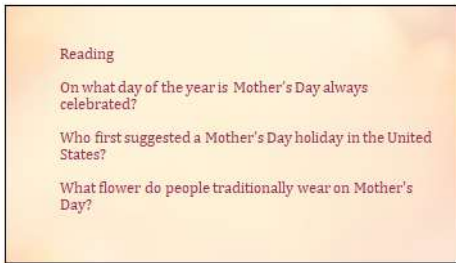 Reading
On what day of the year is Mother's Day always
celebrated?
Who first suggested a Mother's Day holiday in the United
States?
What flower do people traditionally wear on Mother's
Day?